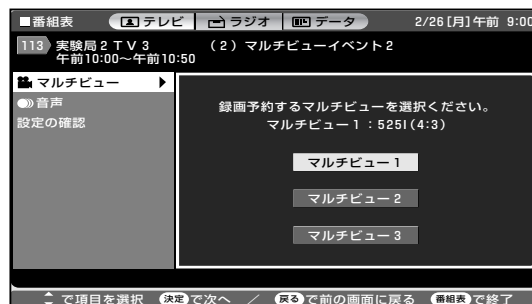 ■番組表 テレビ ラジオ データ 2/26[月]午前 9:00
113 実験局2TV3 (2)マルチビューイベント2
午前10:00〜午前10:50
マルチビュー ▶
音声
設定の確認
録画予約するマルチビューを選択ください。
マルチビュー1:525I(4:3)
マルチビュー1
マルチビュー2
マルチビュー3
で項目を選択 決定で次へ / 戻るで前の画面に戻る 番組表で終了